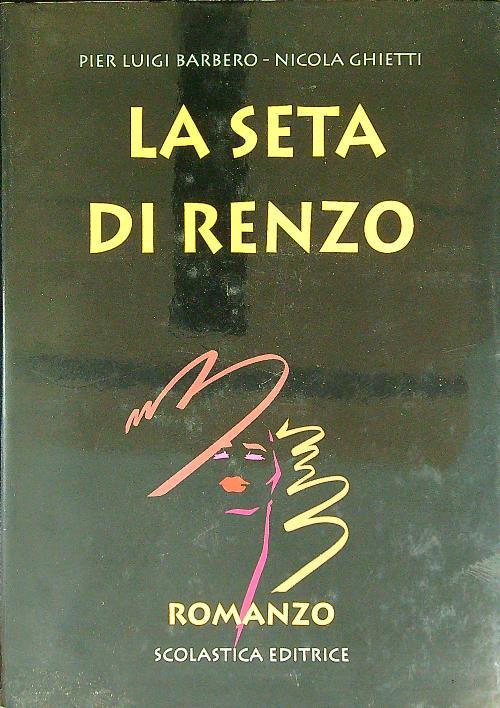 PIER LUIGI BARBERO - NICOLA GHIETTI
LA SETA
DI RENZO
ROMANZO
SCOLASTICA EDITRICE